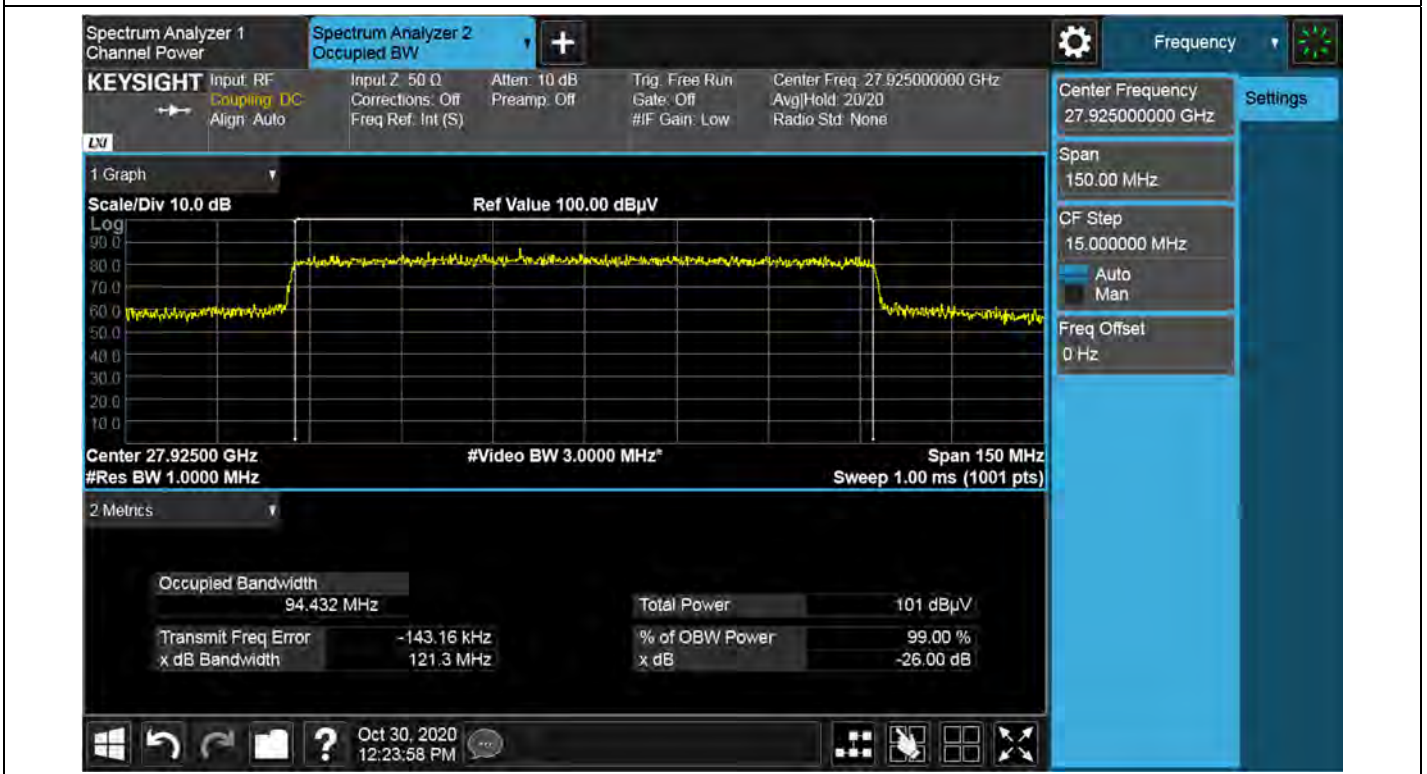 Spectrum Analyzer 1
Channel Power
Spectrum Analyzer 2
Occupied BW
Frequency
KEYSIGHT
Input: RF
Coupling: DC
Align: Auto
Input Z: 50 Ω
Corrections: Off
Freq Ref: Int (S)
Atten: 10 dB
Preamp: Off
Trig: Free Run
Gate: Off
#IF Gain: Low
Center Freq: 27.925000000 GHz
Avg|Hold: 20/20
Radio Std: None
LXI
Center Frequency
27.925000000 GHz
Settings
Span
150.00 MHz
CF Step
15.000000 MHz
Auto
Man
Freq Offset
0 Hz
1 Graph
Scale/Div 10.0 dB
Ref Value 100.00 dBµV
Log
90.0
80.0
70.0
60.0
50.0
40.0
30.0
20.0
10.0
Center 27.92500 GHz
#Video BW 3.0000 MHz*
Span 150 MHz
#Res BW 1.0000 MHz
Sweep 1.00 ms (1001 pts)
2 Metrics
Occupied Bandwidth
94.432 MHz
Total Power 101 dBµV
Transmit Freq Error -143.16 kHz
% of OBW Power 99.00 %
x dB Bandwidth 121.3 MHz
x dB -26.00 dB
?
Oct 30, 2020
12:23:58 PM